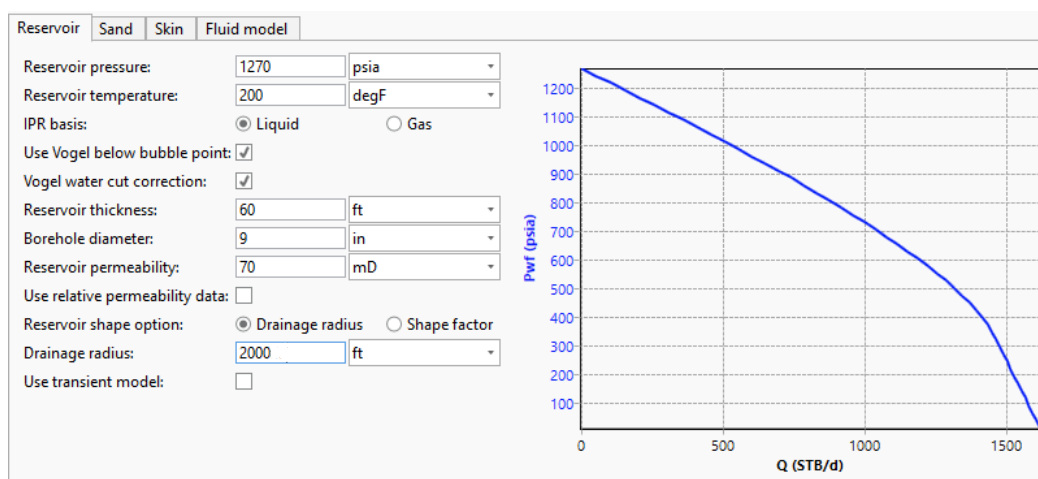 Reservoir Sand Skin Fluid model
Reservoir pressure: 1270 psia
Reservoir temperature: 200 degF
IPR basis: Liquid Gas
Use Vogel below bubble point:
Vogel water cut correction:
Reservoir thickness: 60 ft
Borehole diameter: 9 in
Reservoir permeability: 70 mD
Use relative permeability data:
Reservoir shape option: Drainage radius Shape factor
Drainage radius: 2000 ft
Use transient model:
Pwf (psia)
1200
1100
1000
900
800
700
600
500
400
300
200
100
0 500 1000 1500
Q (STB/d)